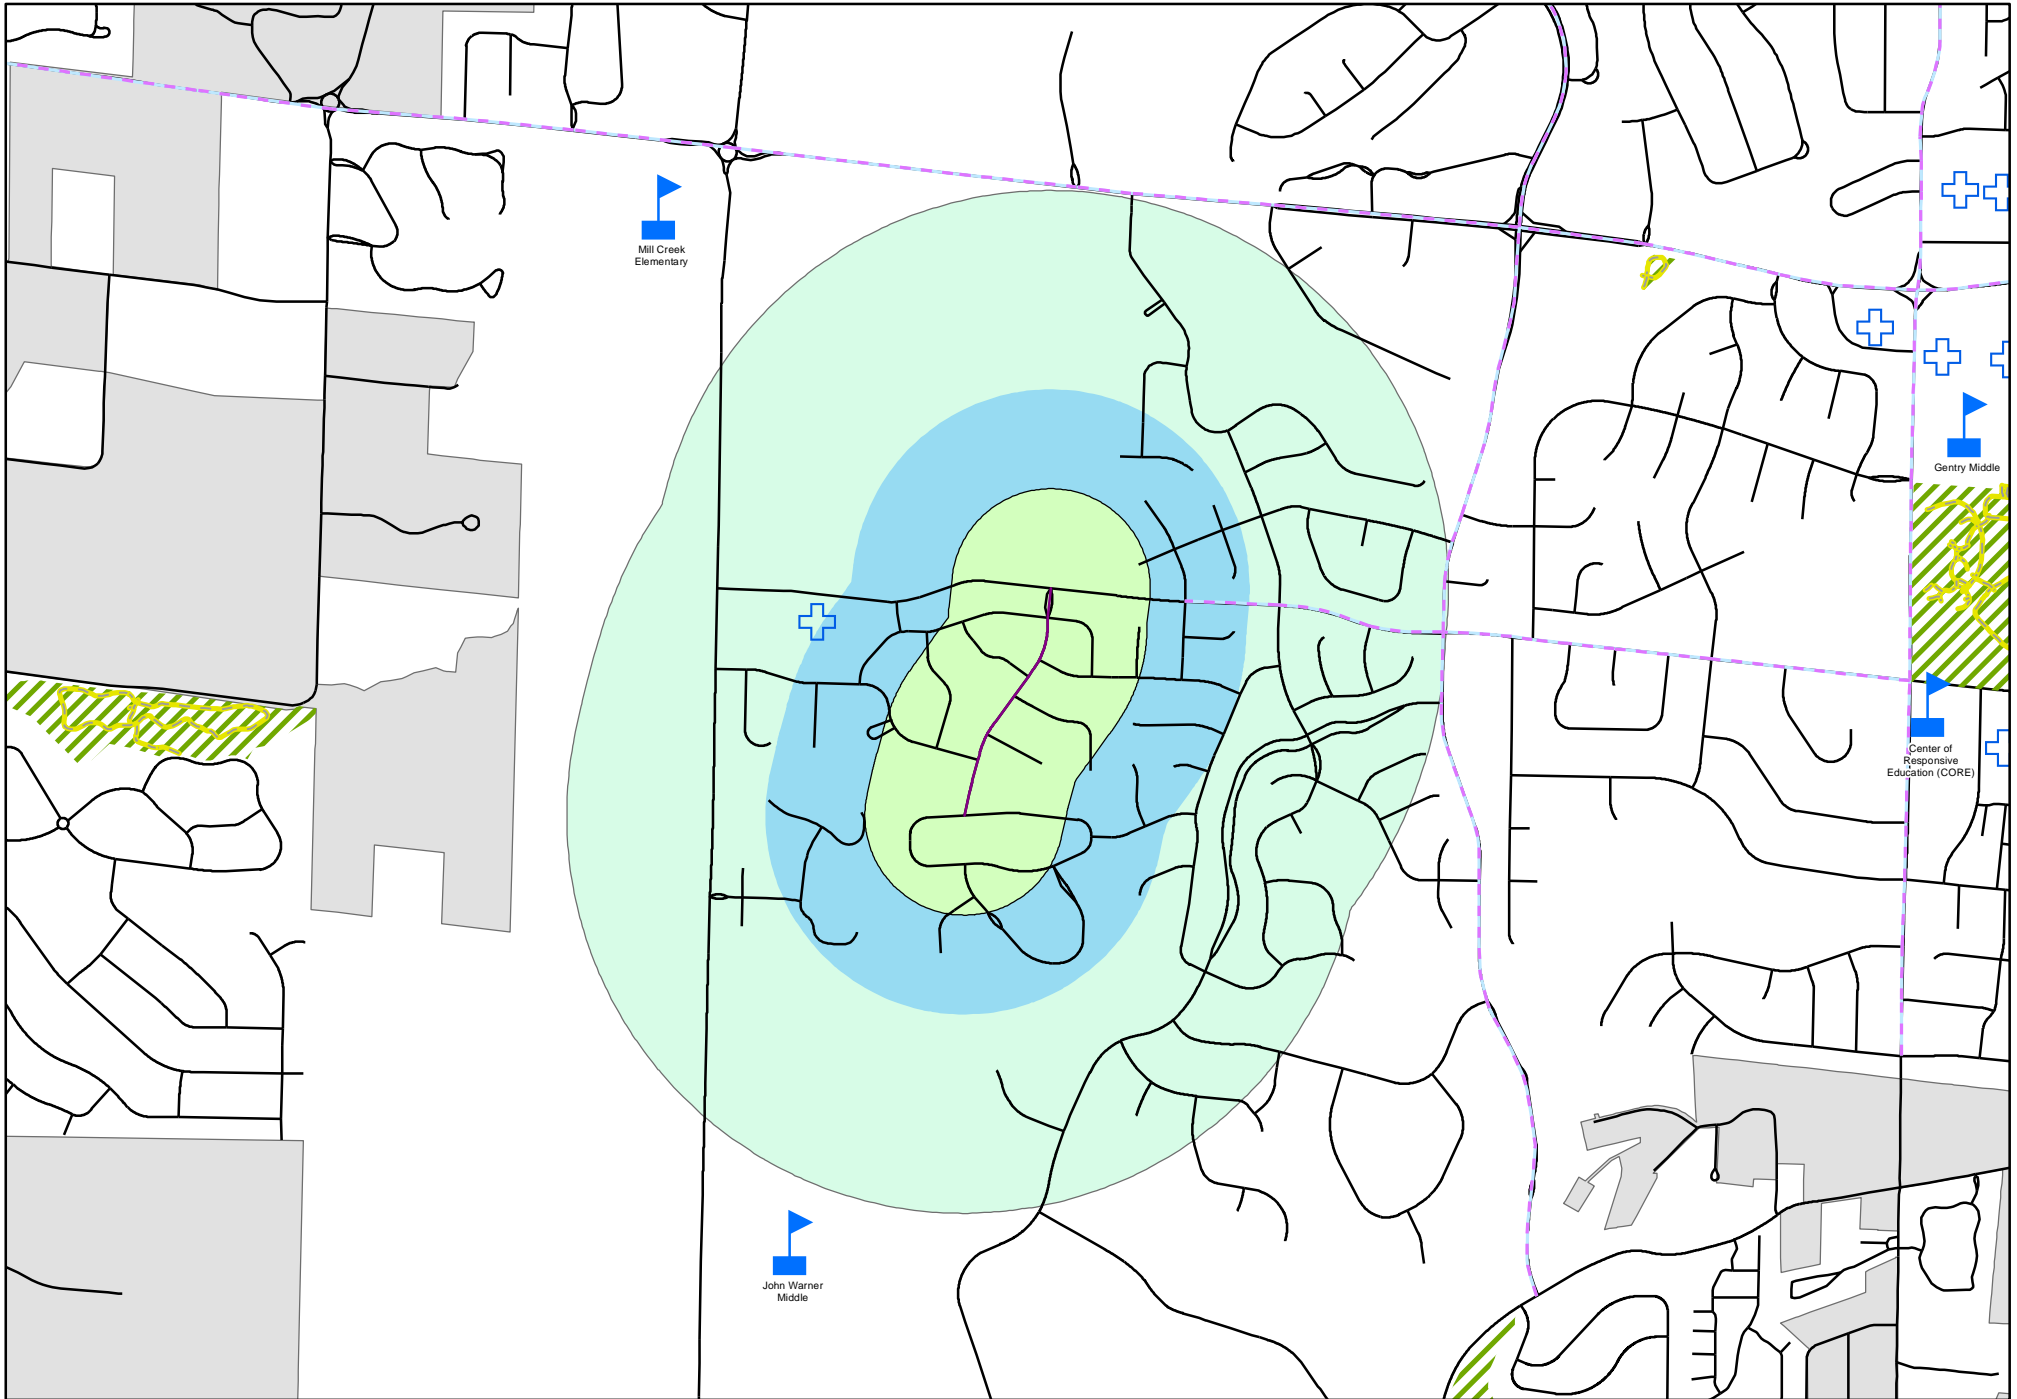 Mill Creek
Elementary
Gentry Middle
Center of
Responsive
Education (CORE)
John Warner
Middle